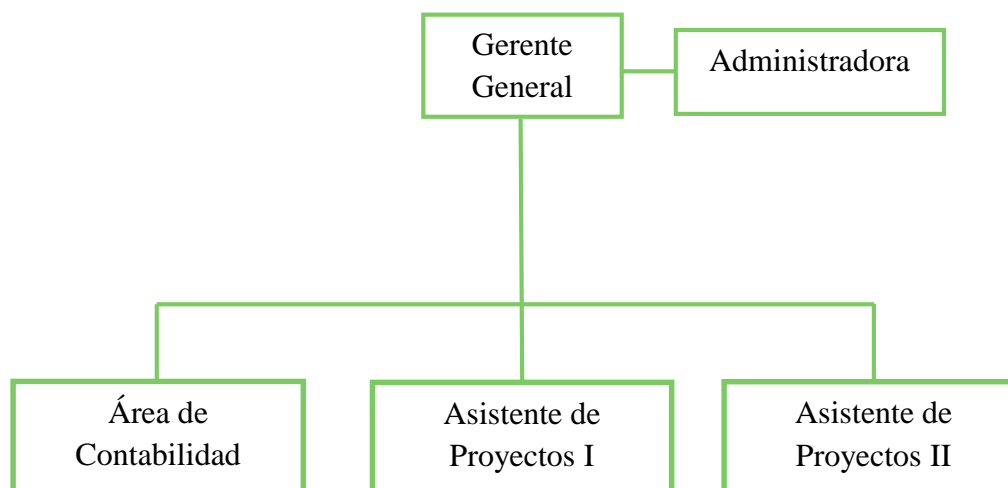 Gerente
General
Administradora
Área de
Contabilidad
Asistente de
Proyectos I
Asistente de
Proyectos II